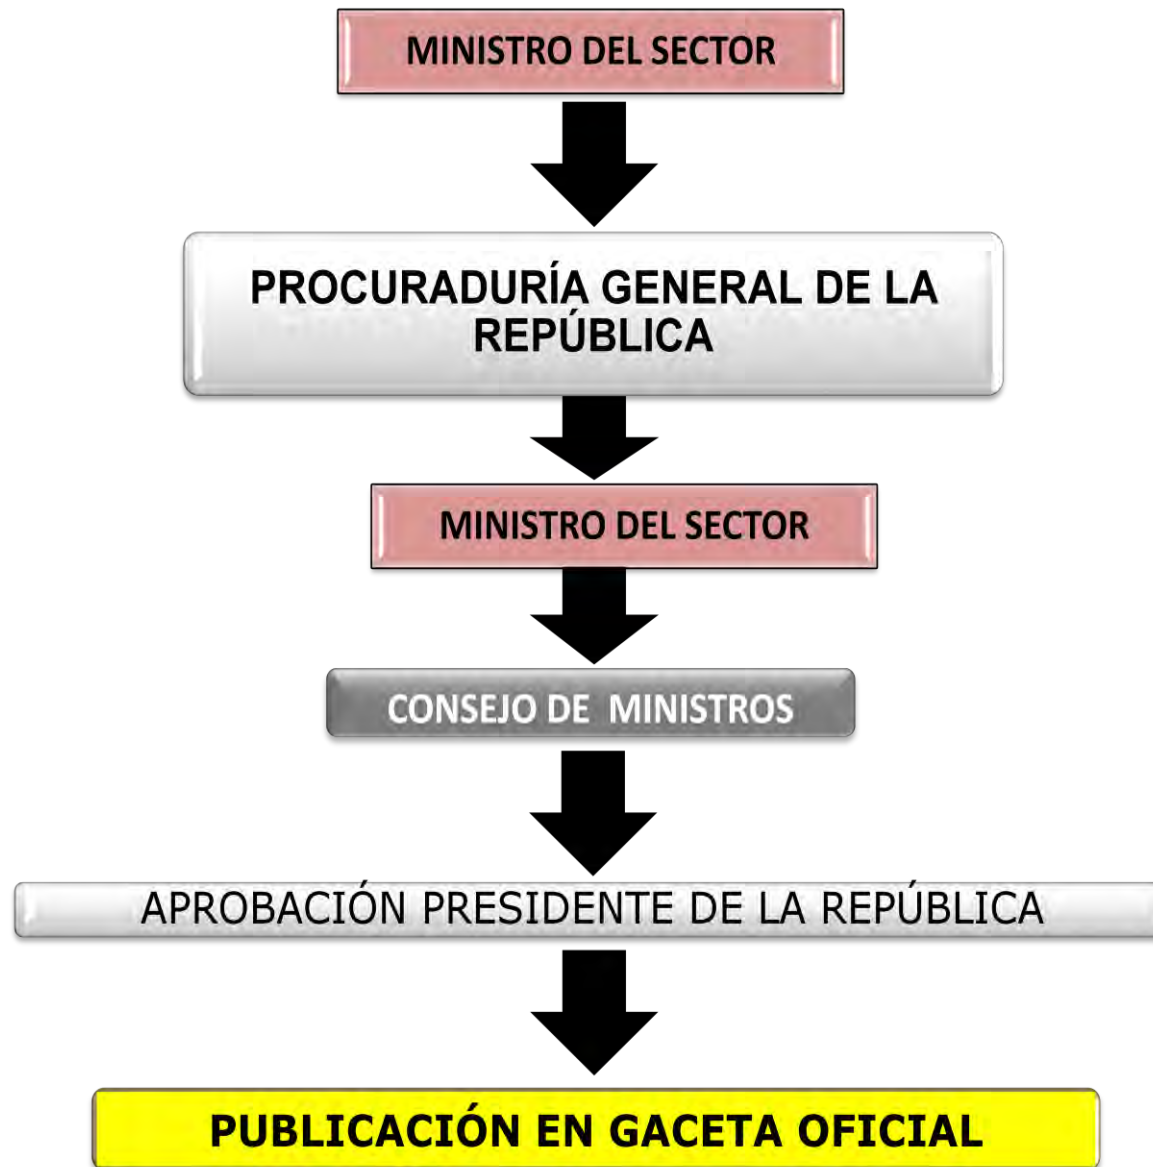 MINISTRO DEL SECTOR
PROCURADURÍA GENERAL DE LA
REPÚBLICA
MINISTRO DEL SECTOR
CONSEJO DE MINISTROS
APROBACIÓN PRESIDENTE DE LA REPÚBLICA
PUBLICACIÓN EN GACETA OFICIAL